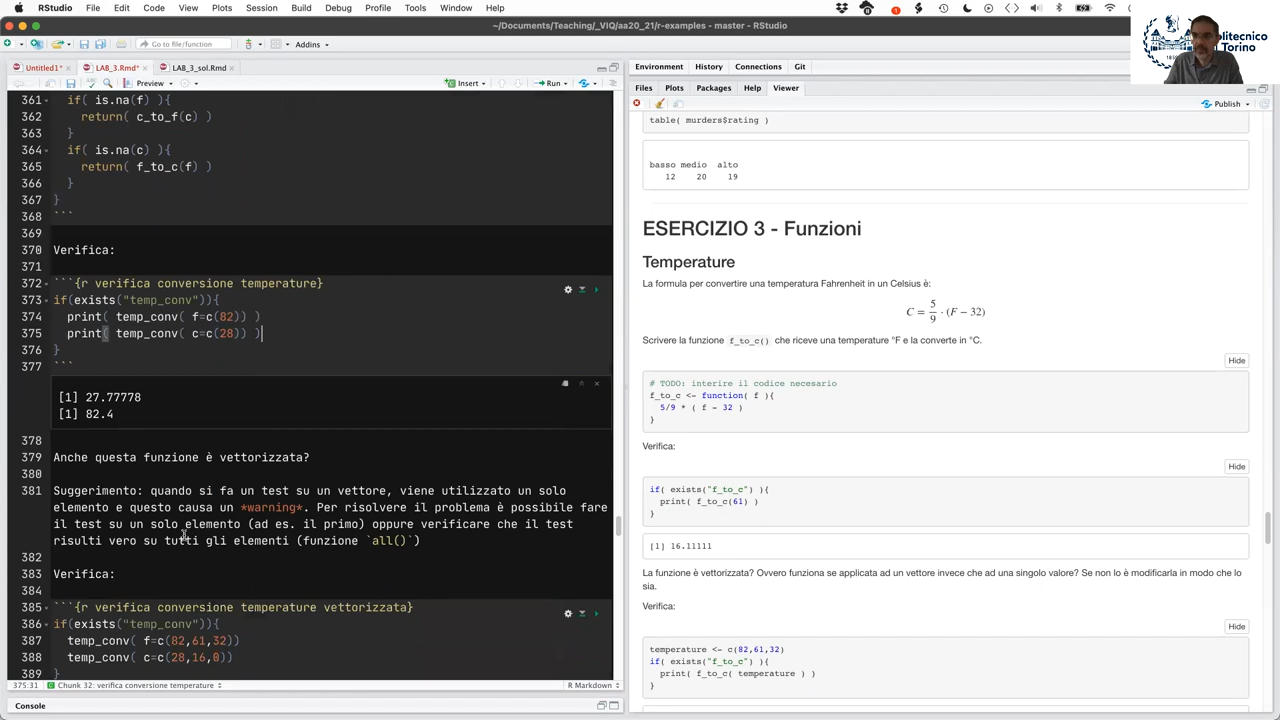 RStudio File Edit Code View Plots Session Build Debug Profile Tools Window Help
~/Documents/Teaching/_VIQ/aa20_21/r-examples - master - RStudio
Go to file/function Addins
Untitled1* LAB_3.Rmd* LAB_3_sol.Rmd
Preview Insert Run
361 if( is.na(f) ){
362 return( c_to_f(c) )
363 }
364 if( is.na(c) ){
365 return( f_to_c(f) )
366 }
367 }
368 ```
369
370 Verifica:
371
372 ```{r verifica conversione temperature}
373 if(exists("temp_conv")){
374 print( temp_conv( f=c(82)) )
375 print( temp_conv( c=c(28)) )
376 }
377 ```
[1] 27.77778
[1] 82.4
378
379 Anche questa funzione è vettorizzata?
380
381 Suggerimento: quando si fa un test su un vettore, viene utilizzato un solo
elemento e questo causa un *warning*. Per risolvere il problema è possibile fare
il test su un solo elemento (ad es. il primo) oppure verificare che il test
risulti vero su tutti gli elementi (funzione `all()`)
382
383 Verifica:
384
385 ```{r verifica conversione temperature vettorizzata}
386 if(exists("temp_conv")){
387 temp_conv( f=c(82,61,32))
388 temp_conv( c=c(28,16,0))
389 }
375:31 Chunk 32: verifica conversione temperature R Markdown
Console
Environment History Connections Git
Files Plots Packages Help Viewer
Publish
table( murders$rating )
basso medio alto
12 20 19
ESERCIZIO 3 - Funzioni
Temperature
La formula per convertire una temperatura Fahrenheit in un Celsius è:
C = 5/9 · (F − 32)
Scrivere la funzione f_to_c() che riceve una temperature °F e la converte in °C.
Hide
# TODO: interire il codice necesario
f_to_c <- function( f ){
5/9 * ( f - 32 )
}
Verifica:
Hide
if( exists("f_to_c") ){
print( f_to_c(61) )
}
[1] 16.11111
La funzione è vettorizzata? Ovvero funziona se applicata ad un vettore invece che ad una singolo valore? Se non lo è modificarla in modo che lo
sia.
Verifica:
Hide
temperature <- c(82,61,32)
if( exists("f_to_c") ){
print( f_to_c( temperature ) )
}
Torino